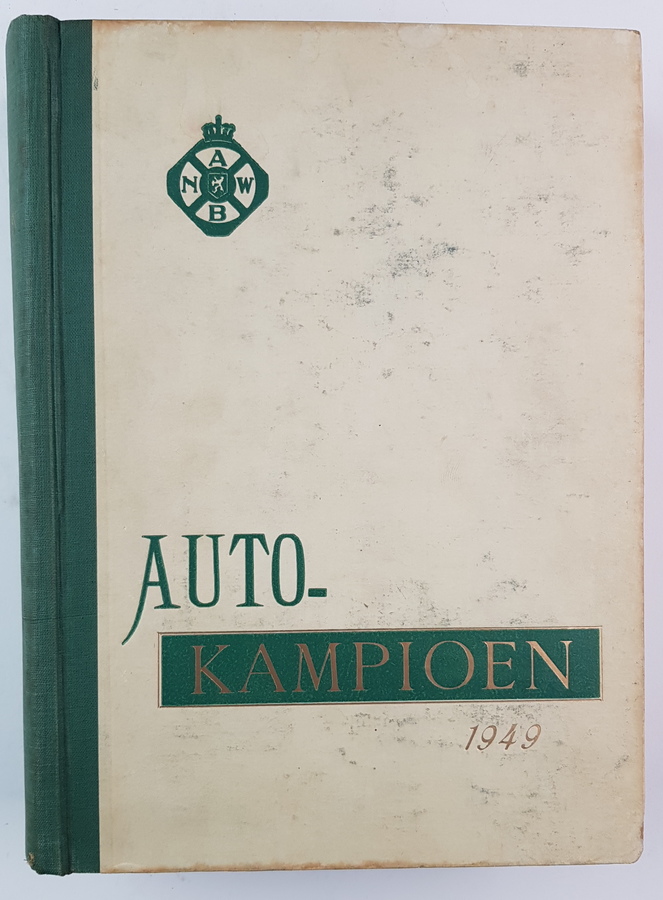 A
N W
B
AUTO-
KAMPIOEN
1949